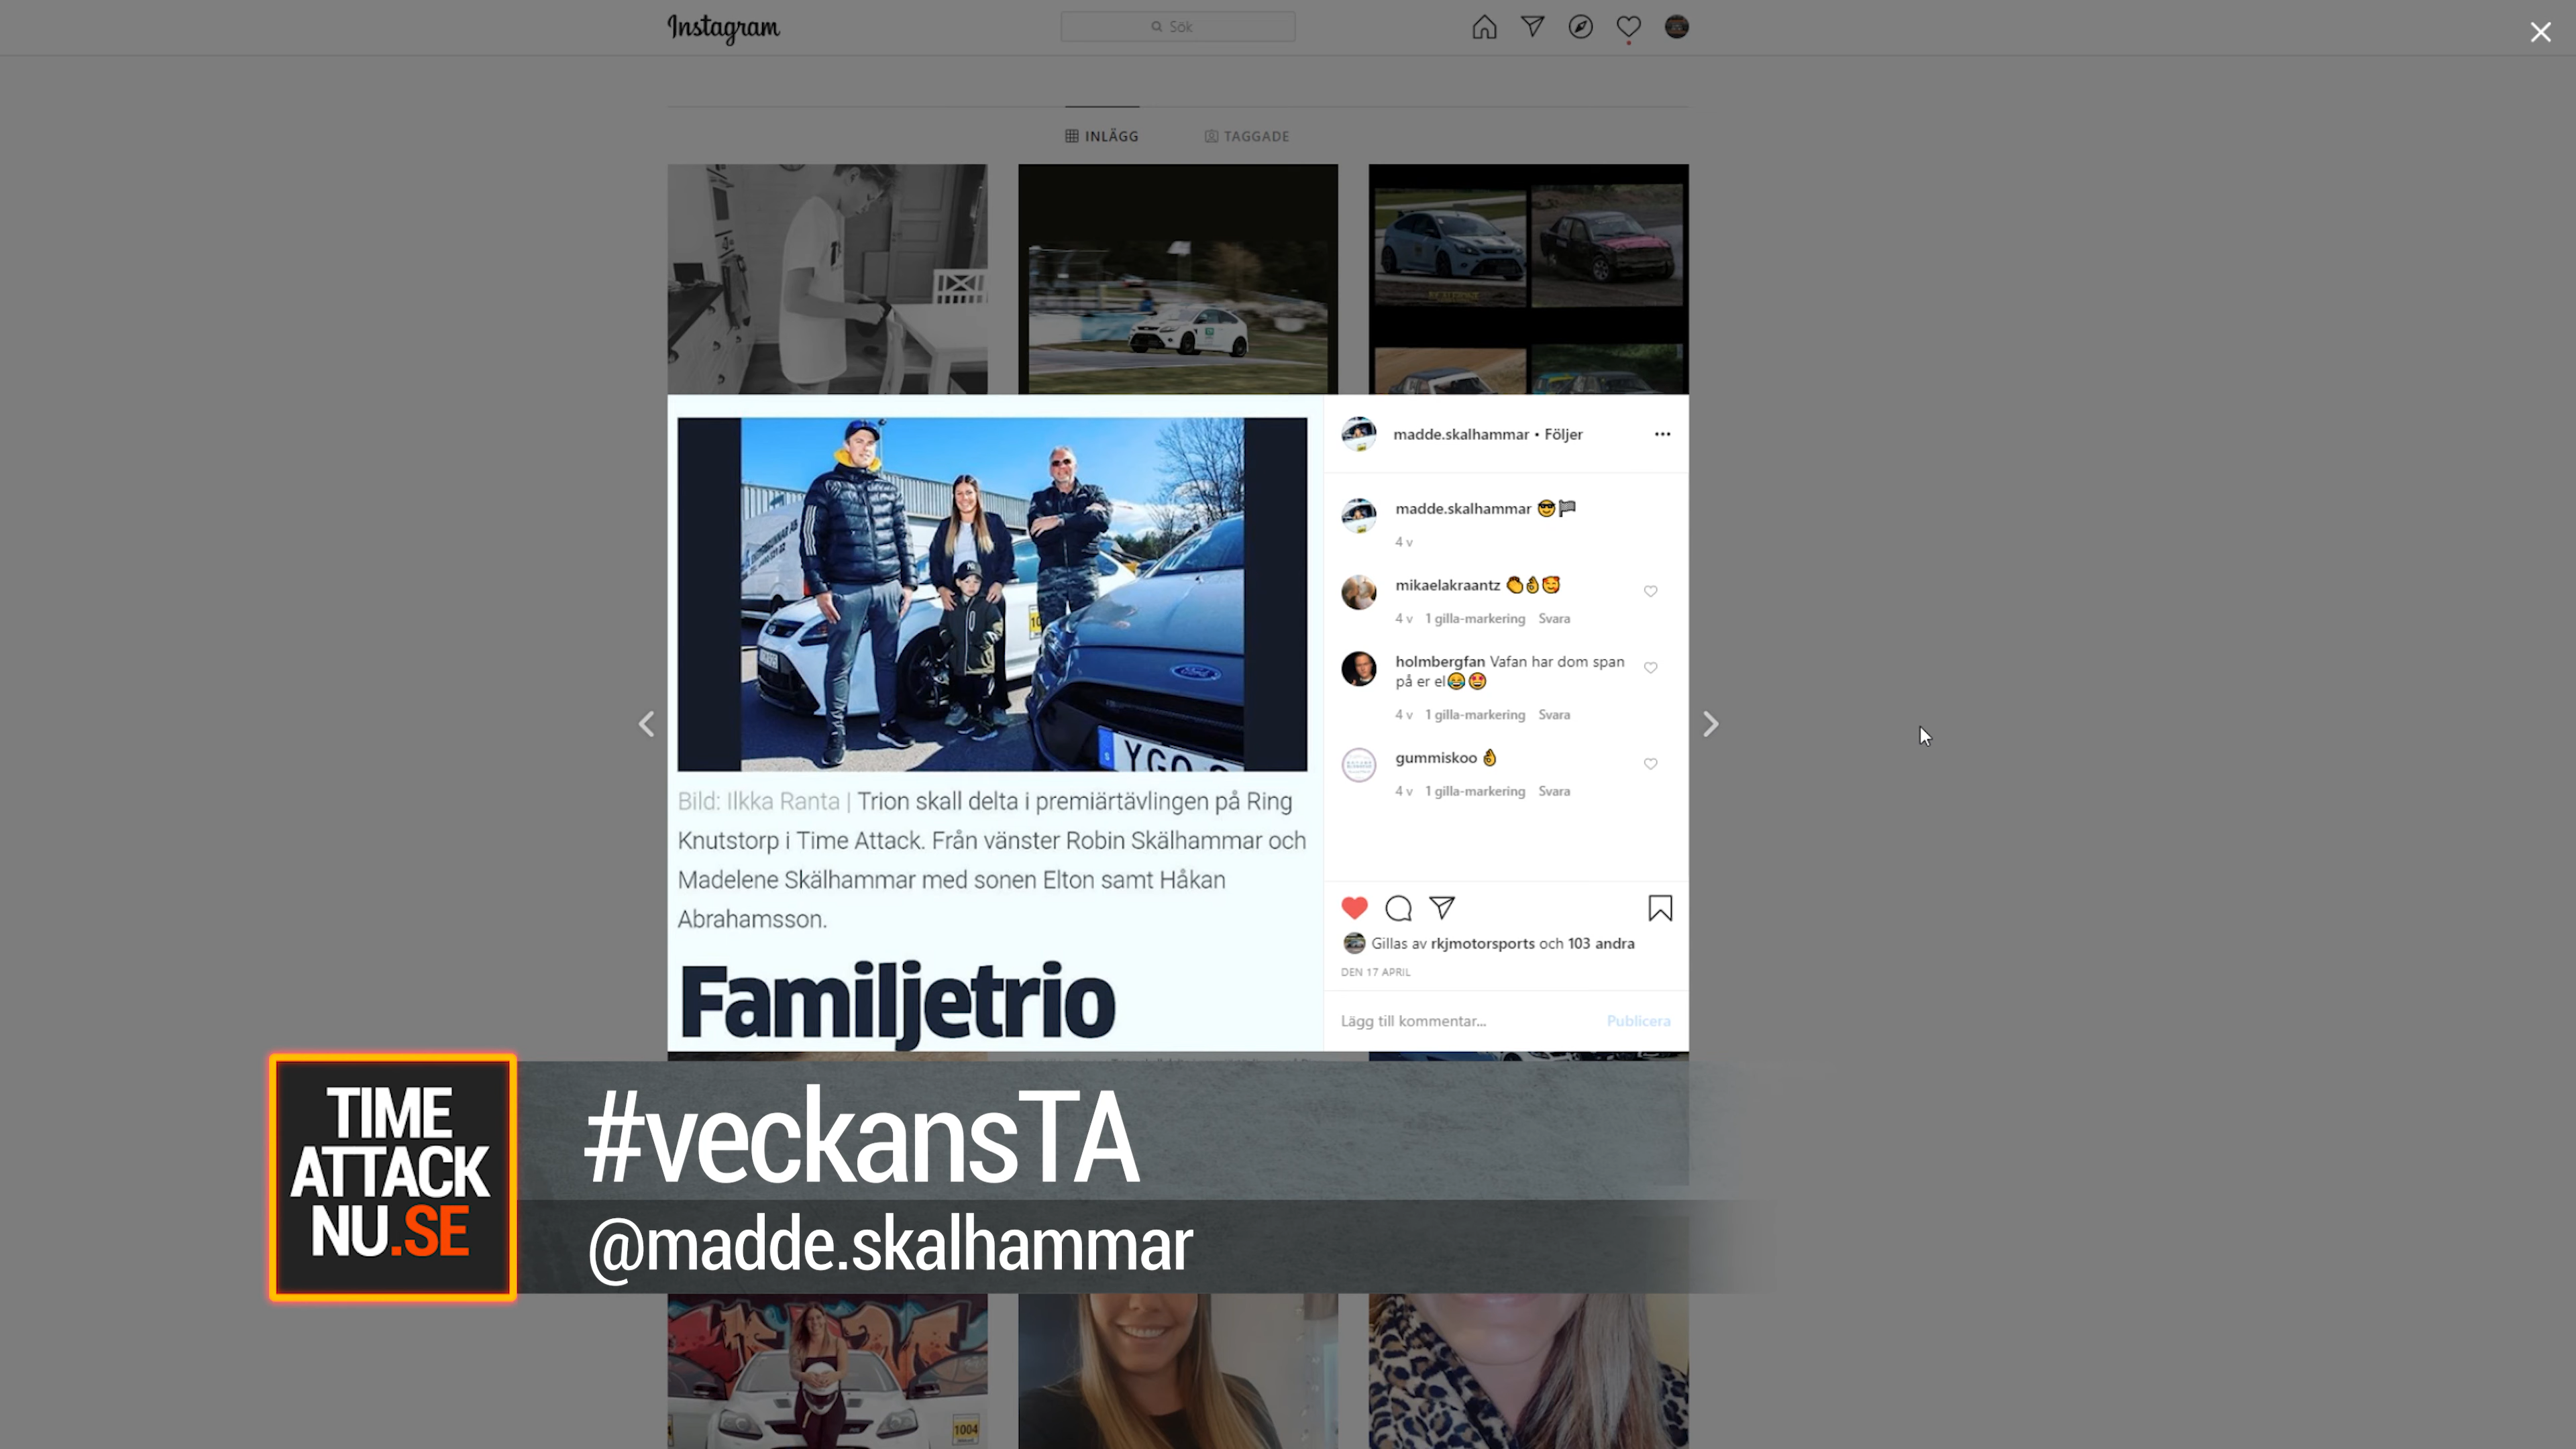 Instagram
Sök
INLÄGG
TAGGADE
YGO
Bild: Ilkka Ranta | Trion skall delta i premiärtävlingen på Ring
Knutstorp i Time Attack. Från vänster Robin Skälhammar och
Madelene Skälhammar med sonen Elton samt Håkan
Abrahamsson.
Familjetrio
madde.skalhammar • Följer
madde.skalhammar 😎🏴
4 v
mikaelakraantz 👏👌🥰
4 v 1 gilla-markering Svara
holmbergfan Vafan har dom span
på er el😂🤩
4 v 1 gilla-markering Svara
gummiskoo 👌
4 v 1 gilla-markering Svara
Gillas av rkjmotorsports och 103 andra
DEN 17 APRIL
Lägg till kommentar...
Publicera
TIME
ATTACK
NU.SE
#veckansTA
@madde.skalhammar
1004